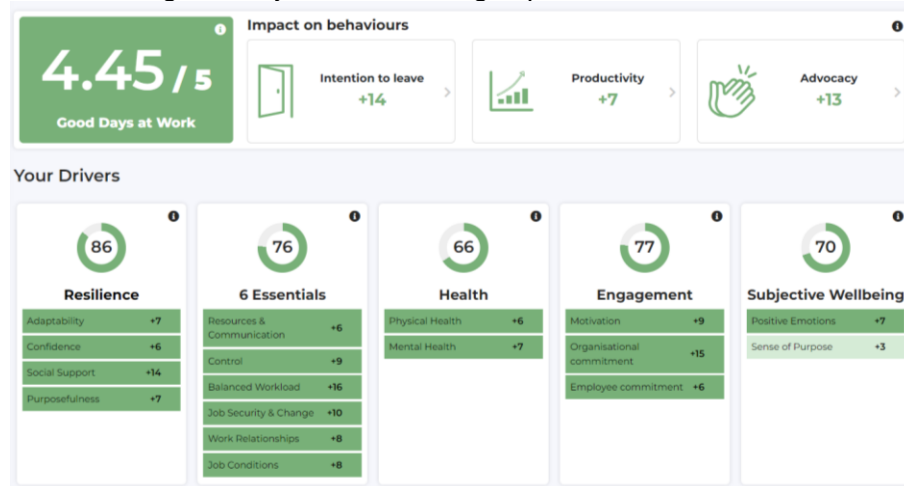 4.45 / 5
Good Days at Work
Impact on behaviours
Intention to leave
+14
Productivity
+7
Advocacy
+13
Your Drivers
86
Resilience
Adaptability +7
Confidence +6
Social Support +14
Purposefulness +7
76
6 Essentials
Resources &
Communication +6
Control +9
Balanced Workload +16
Job Security & Change +10
Work Relationships +8
Job Conditions +8
66
Health
Physical Health +6
Mental Health +7
77
Engagement
Motivation +9
Organisational
commitment +15
Employee commitment +6
70
Subjective Wellbeing
Positive Emotions +7
Sense of Purpose +3